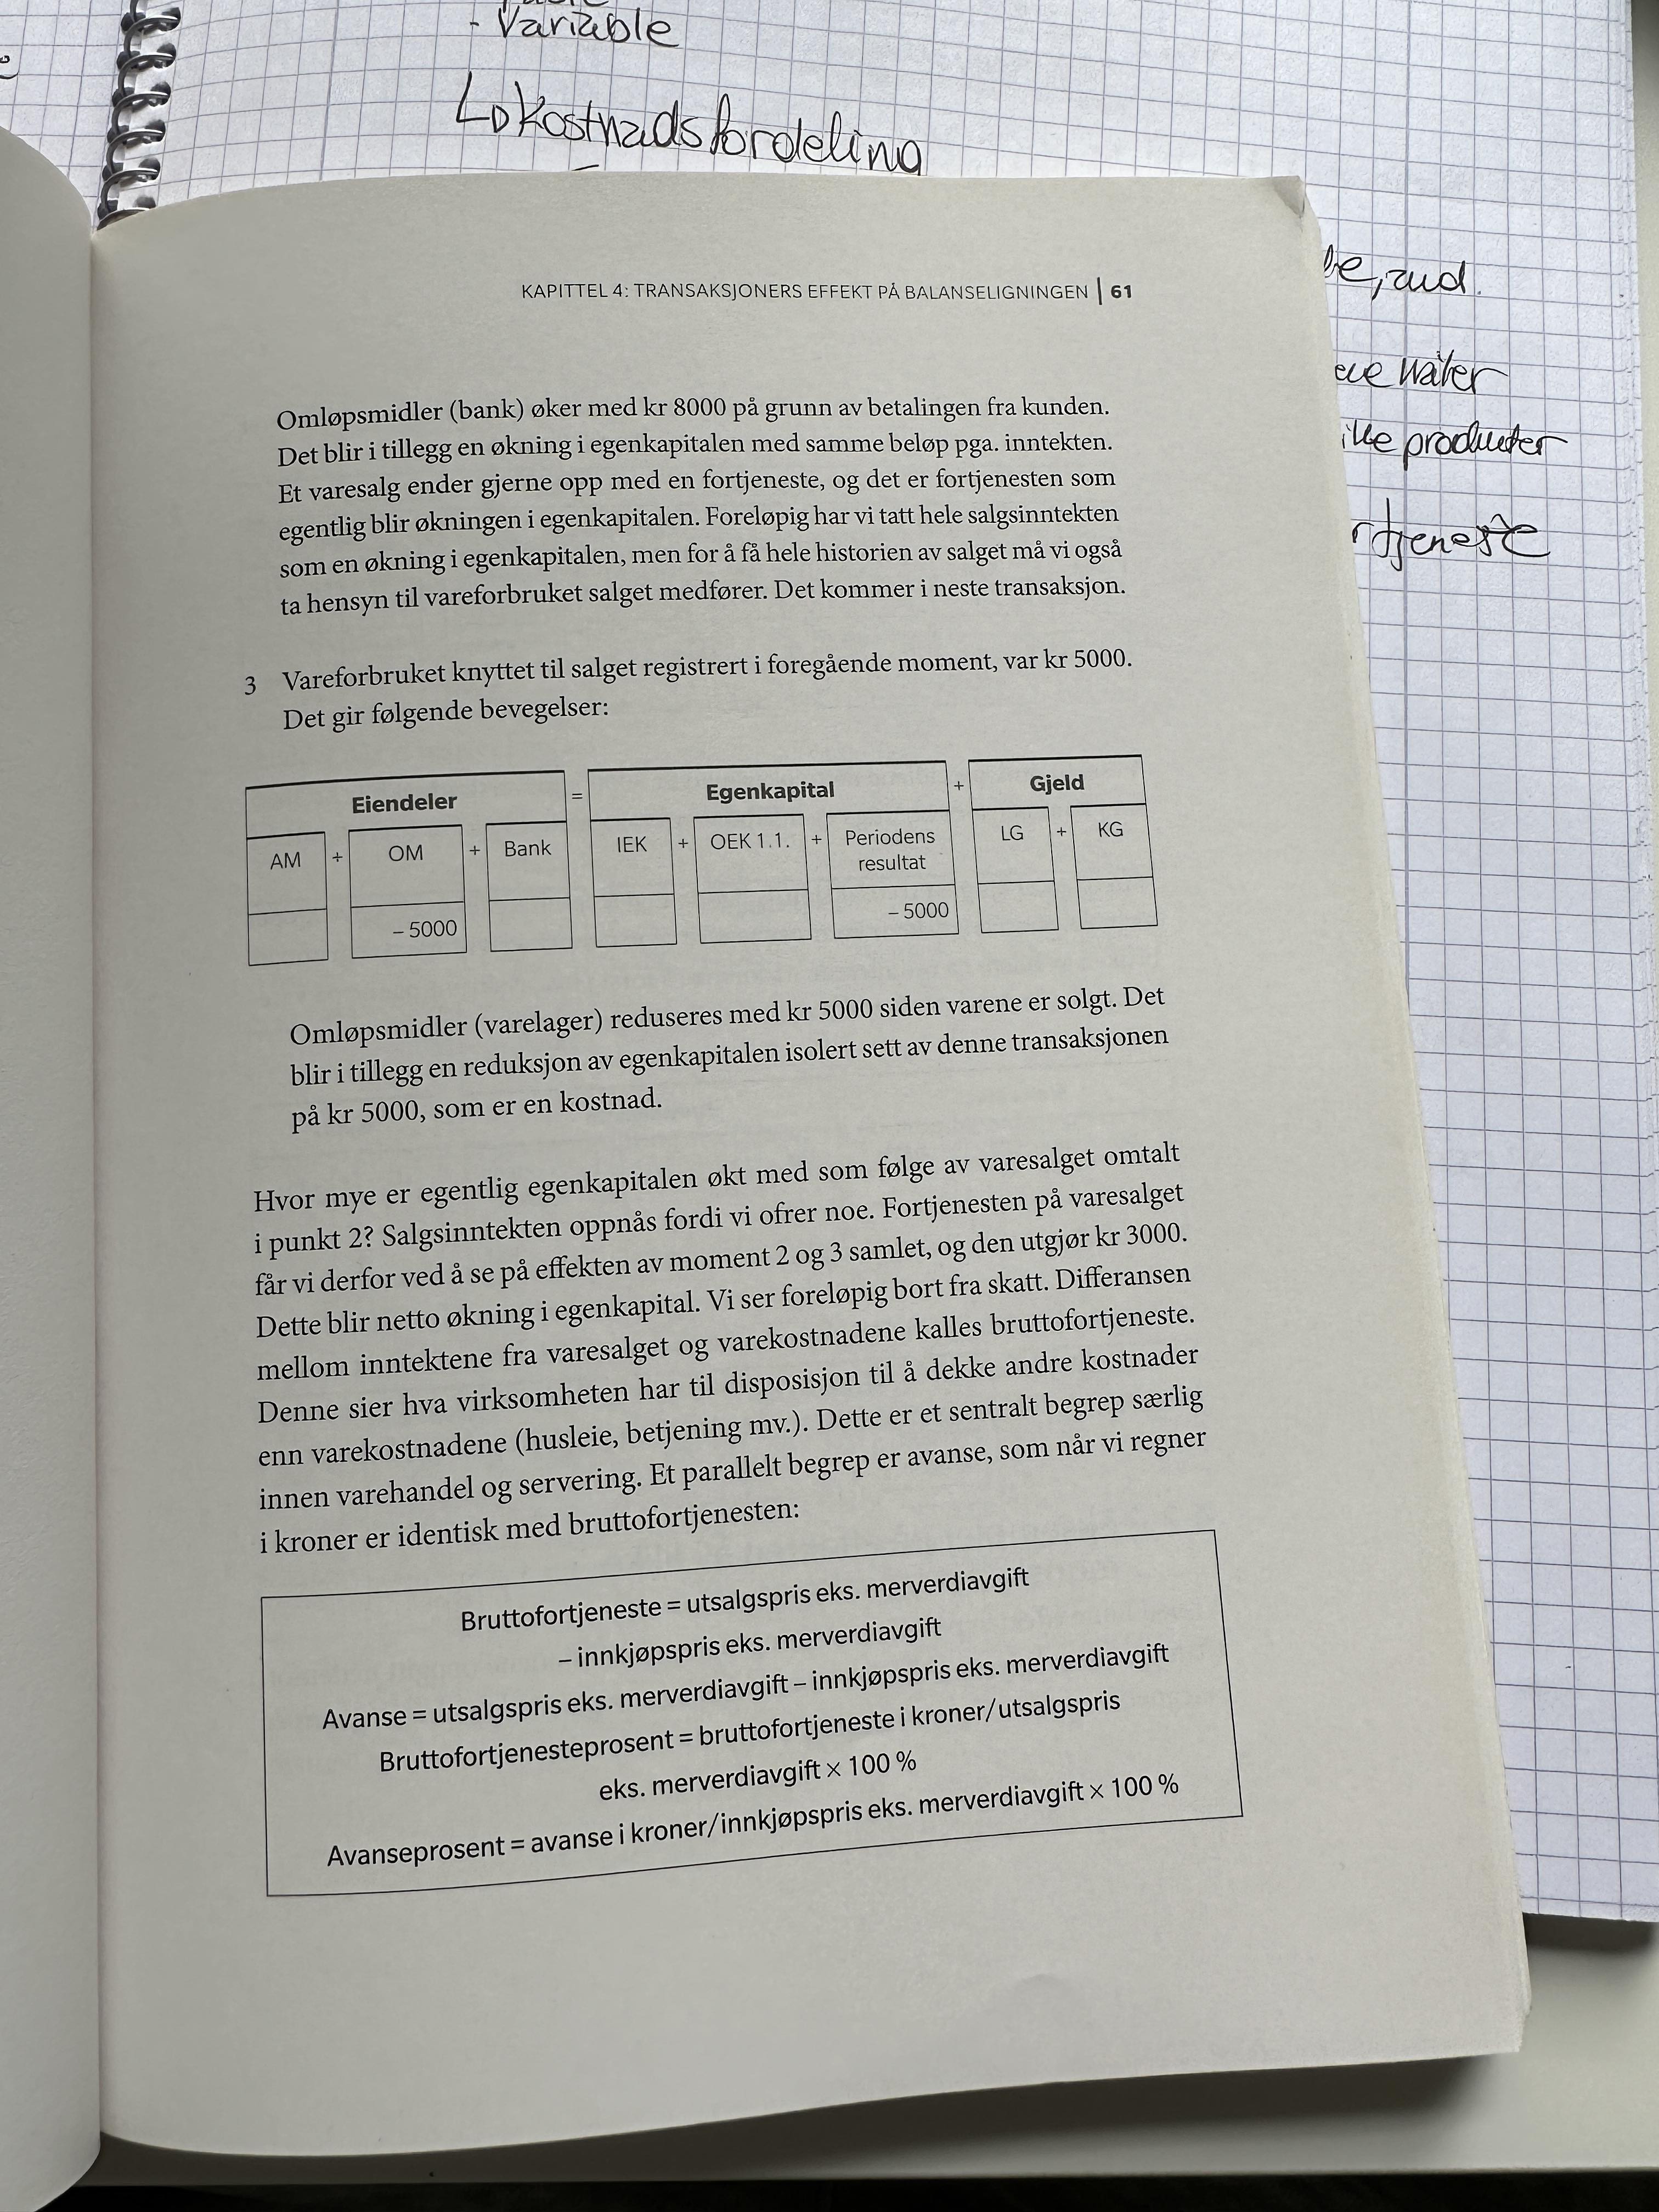 - Variable
Kostnadsfordeling
be, and.
ike produkter
KAPITTEL 4: TRANSAKSJONERS EFFEKT PÅ BALANSELIGNINGEN | 61
Omløpsmidler (bank) øker med kr 8000 på grunn av betalingen fra kunden.
Det blir i tillegg en økning i egenkapitalen med samme beløp pga. inntekten.
Et varesalg ender gjerne opp med en fortjeneste, og det er fortjenesten som
egentlig blir økningen i egenkapitalen. Foreløpig har vi tatt hele salgsinntekten
som en økning i egenkapitalen, men for å få hele historien av salget må vi også
ta hensyn til vareforbruket salget medfører. Det kommer i neste transaksjon.
3 Vareforbruket knyttet til salget registrert i foregående moment, var kr 5000.
Det gir følgende bevegelser:
Eiendeler = Egenkapital + Gjeld
AM + OM + Bank IEK + OEK 1.1. + Periodens resultat LG + KG
– 5000 – 5000
Omløpsmidler (varelager) reduseres med kr 5000 siden varene er solgt. Det
blir i tillegg en reduksjon av egenkapitalen isolert sett av denne transaksjonen
på kr 5000, som er en kostnad.
Hvor mye er egentlig egenkapitalen økt med som følge av varesalget omtalt
i punkt 2? Salgsinntekten oppnås fordi vi ofrer noe. Fortjenesten på varesalget
får vi derfor ved å se på effekten av moment 2 og 3 samlet, og den utgjør kr 3000.
Dette blir netto økning i egenkapital. Vi ser foreløpig bort fra skatt. Differansen
mellom inntektene fra varesalget og varekostnadene kalles bruttofortjeneste.
Denne sier hva virksomheten har til disposisjon til å dekke andre kostnader
enn varekostnadene (husleie, betjening mv.). Dette er et sentralt begrep særlig
innen varehandel og servering. Et parallelt begrep er avanse, som når vi regner
i kroner er identisk med bruttofortjenesten:
Bruttofortjeneste = utsalgspris eks. merverdiavgift
– innkjøpspris eks. merverdiavgift
Avanse = utsalgspris eks. merverdiavgift – innkjøpspris eks. merverdiavgift
Bruttofortjenesteprosent = bruttofortjeneste i kroner/utsalgspris
eks. merverdiavgift × 100 %
Avanseprosent = avanse i kroner/innkjøpspris eks. merverdiavgift × 100 %